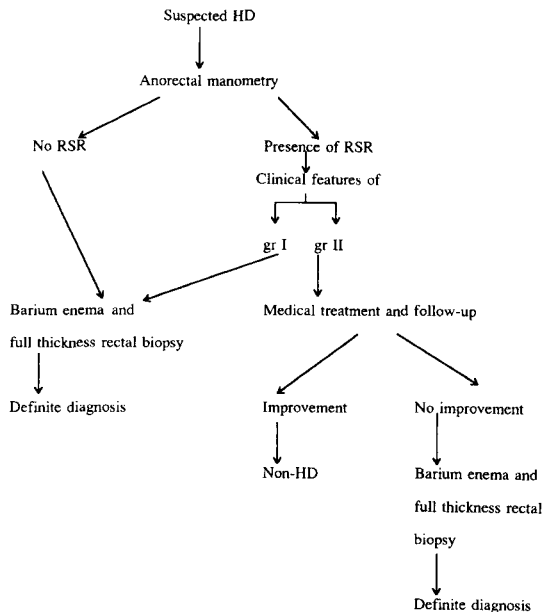 Suspected HD
Anorectal manometry
No RSR
Presence of RSR
Clinical features of
gr I
gr II
Barium enema and
full thickness rectal biopsy
Medical treatment and follow-up
Definite diagnosis
Improvement
No improvement
Non-HD
Barium enema and
full thickness rectal
biopsy
Definite diagnosis